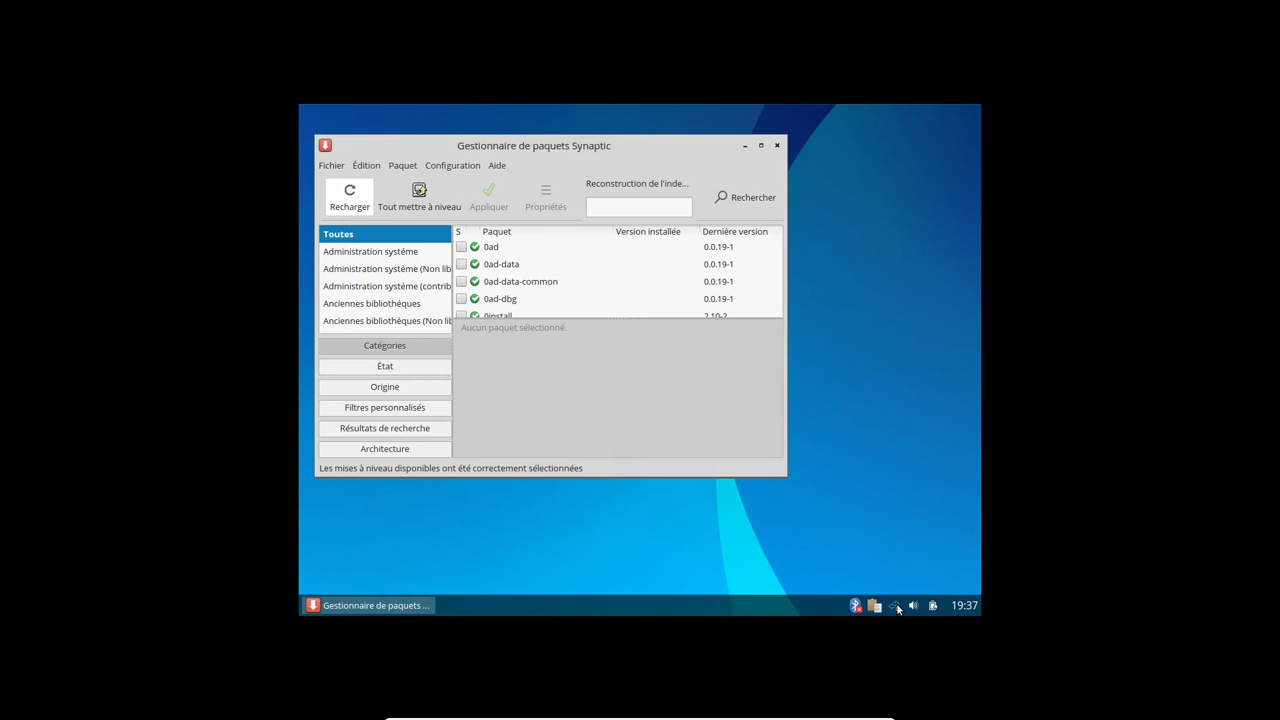 Gestionnaire de paquets Synaptic
Fichier Édition Paquet Configuration Aide
Recharger Tout mettre à niveau Appliquer Propriétés Reconstruction de l'inde... Rechercher
Toutes
Administration système
Administration système (Non lib
Administration système (contrib
Anciennes bibliothèques
Anciennes bibliothèques (Non lib
Catégories
État
Origine
Filtres personnalisés
Résultats de recherche
Architecture
S Paquet Version installée Dernière version
0ad 0.0.19-1
0ad-data 0.0.19-1
0ad-data-common 0.0.19-1
0ad-dbg 0.0.19-1
0install 2.10-2
Aucun paquet sélectionné.
Les mises à niveau disponibles ont été correctement sélectionnées
Gestionnaire de paquets ... 19:37